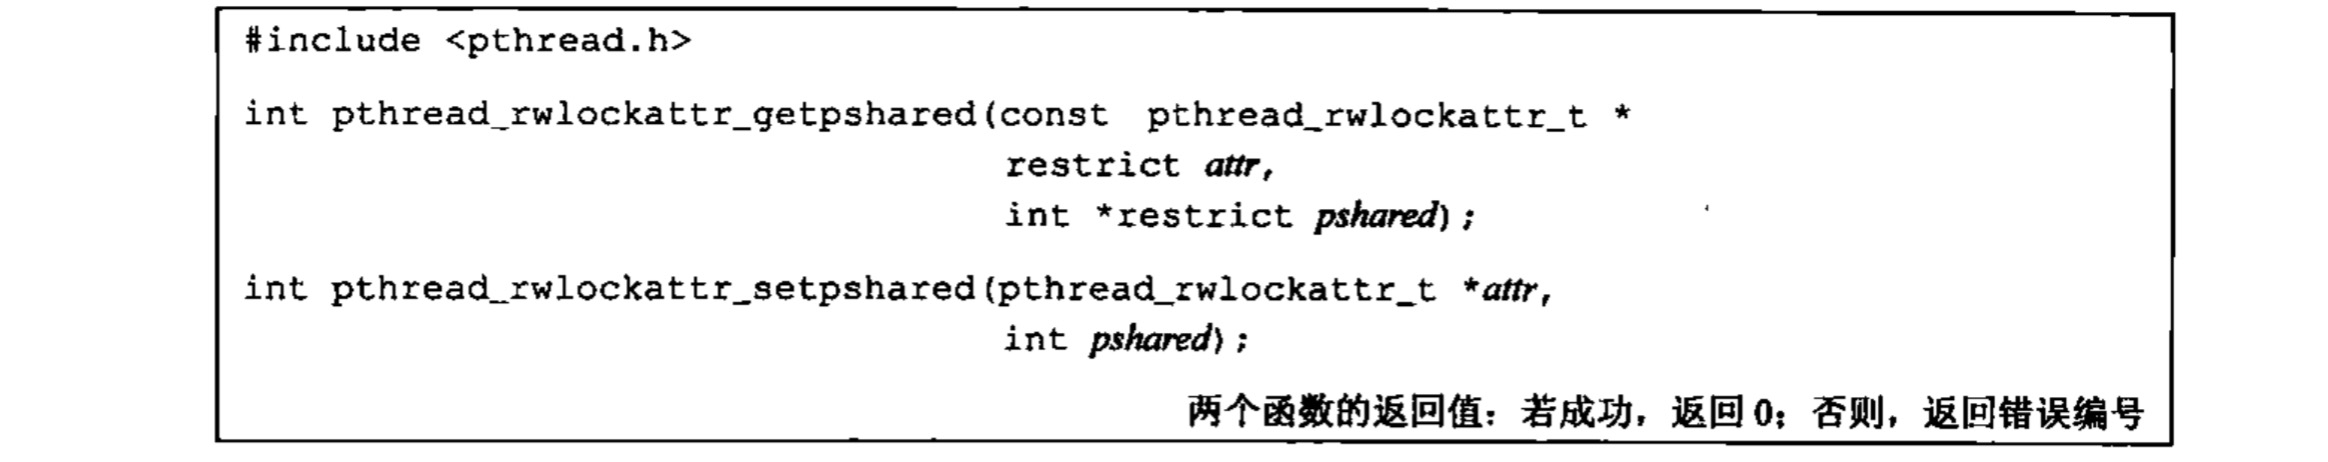 #include <pthread.h>
int pthread_rwlockattr_getpshared(const pthread_rwlockattr_t *
restrict attr,
int *restrict pshared);
int pthread_rwlockattr_setpshared(pthread_rwlockattr_t *attr,
int pshared);
两个函数的返回值：若成功，返回0；否则，返回错误编号